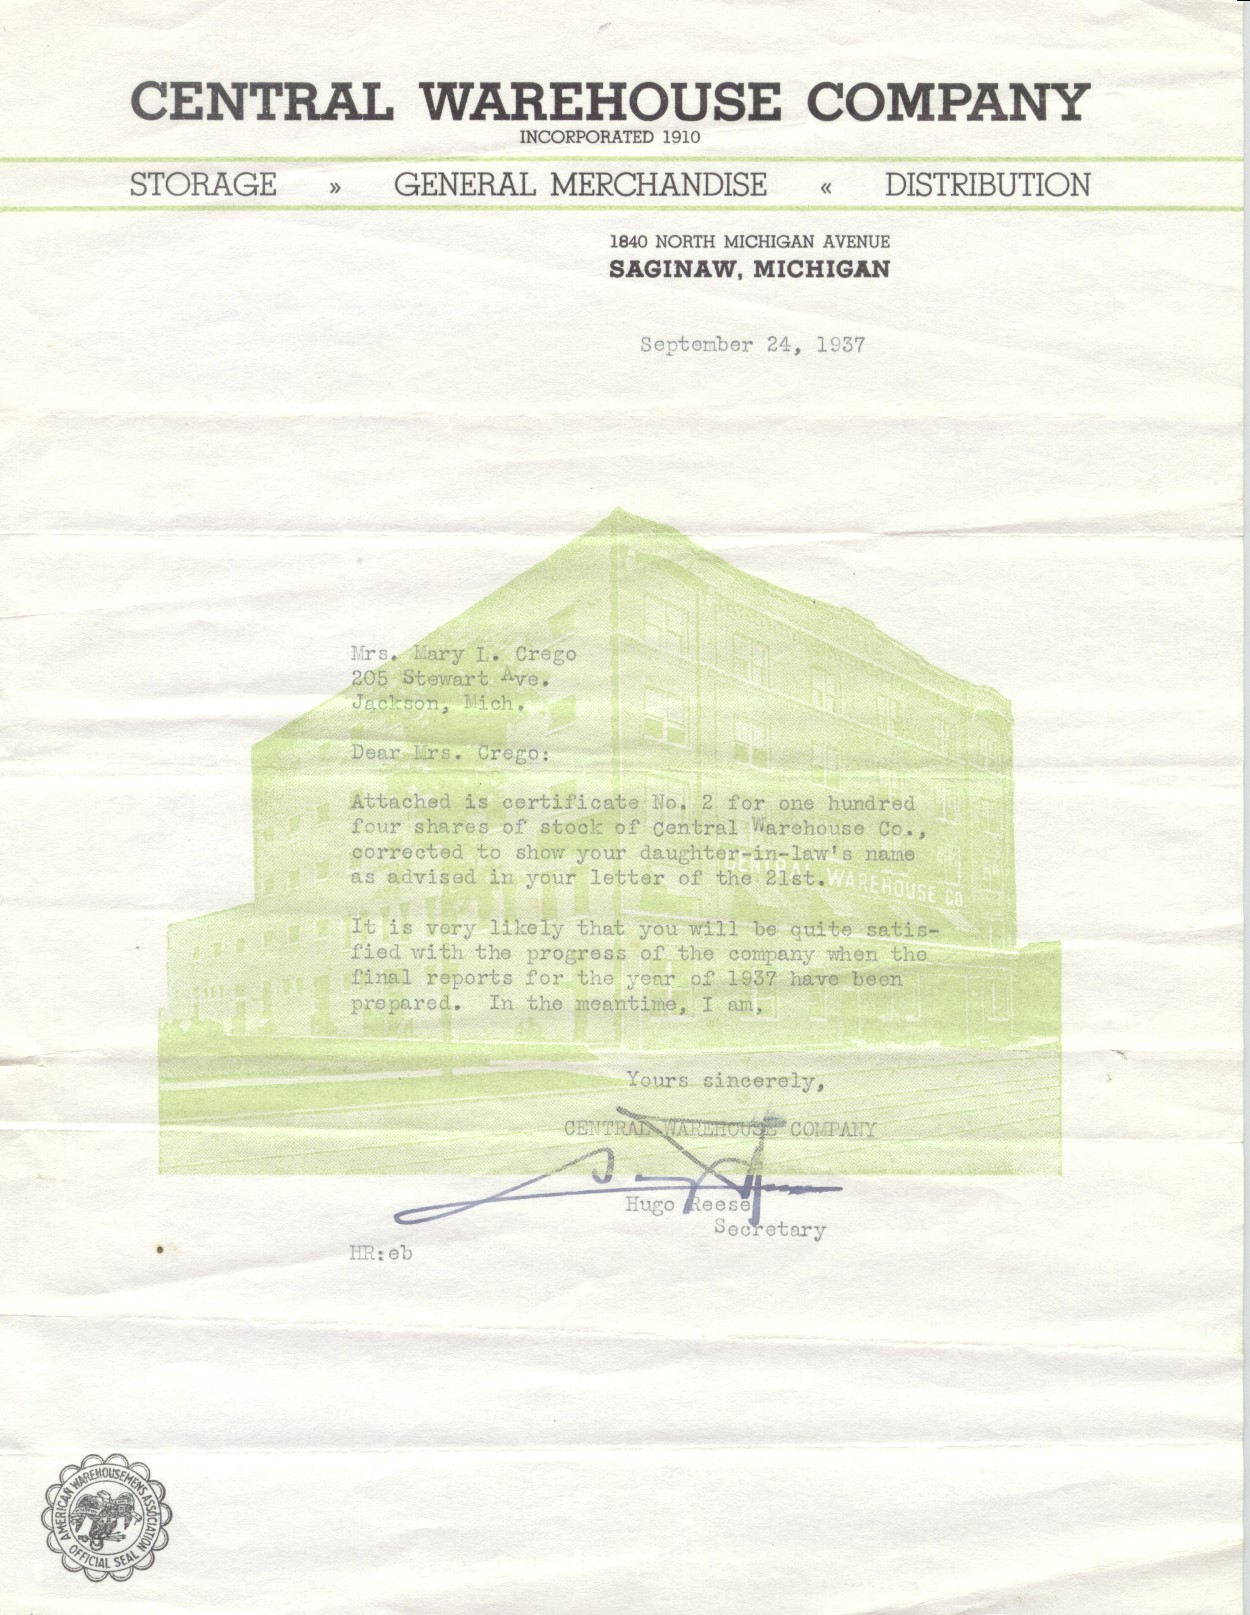 CENTRAL WAREHOUSE COMPANY
INCORPORATED 1910
STORAGE » GENERAL MERCHANDISE « DISTRIBUTION
1840 NORTH MICHIGAN AVENUE
SAGINAW, MICHIGAN
September 24, 1937
Mrs. Mary L. Crego
205 Stewart Ave.
Jackson, Mich.
Dear Mrs. Crego:
Attached is certificate No. 2 for one hundred
four shares of stock of Central Warehouse Co.,
corrected to show your daughter-in-law's name
as advised in your letter of the 21st.
CENTRAL WAREHOUSE CO.
It is very likely that you will be quite satis-
fied with the progress of the company when the
final reports for the year of 1937 have been
prepared. In the meantime, I am,
Yours sincerely,
CENTRAL WAREHOUSE COMPANY
Hugo Reese
Secretary
HR:eb
AMERICAN WAREHOUSEMENS ASSOCIATION
OFFICIAL SEAL